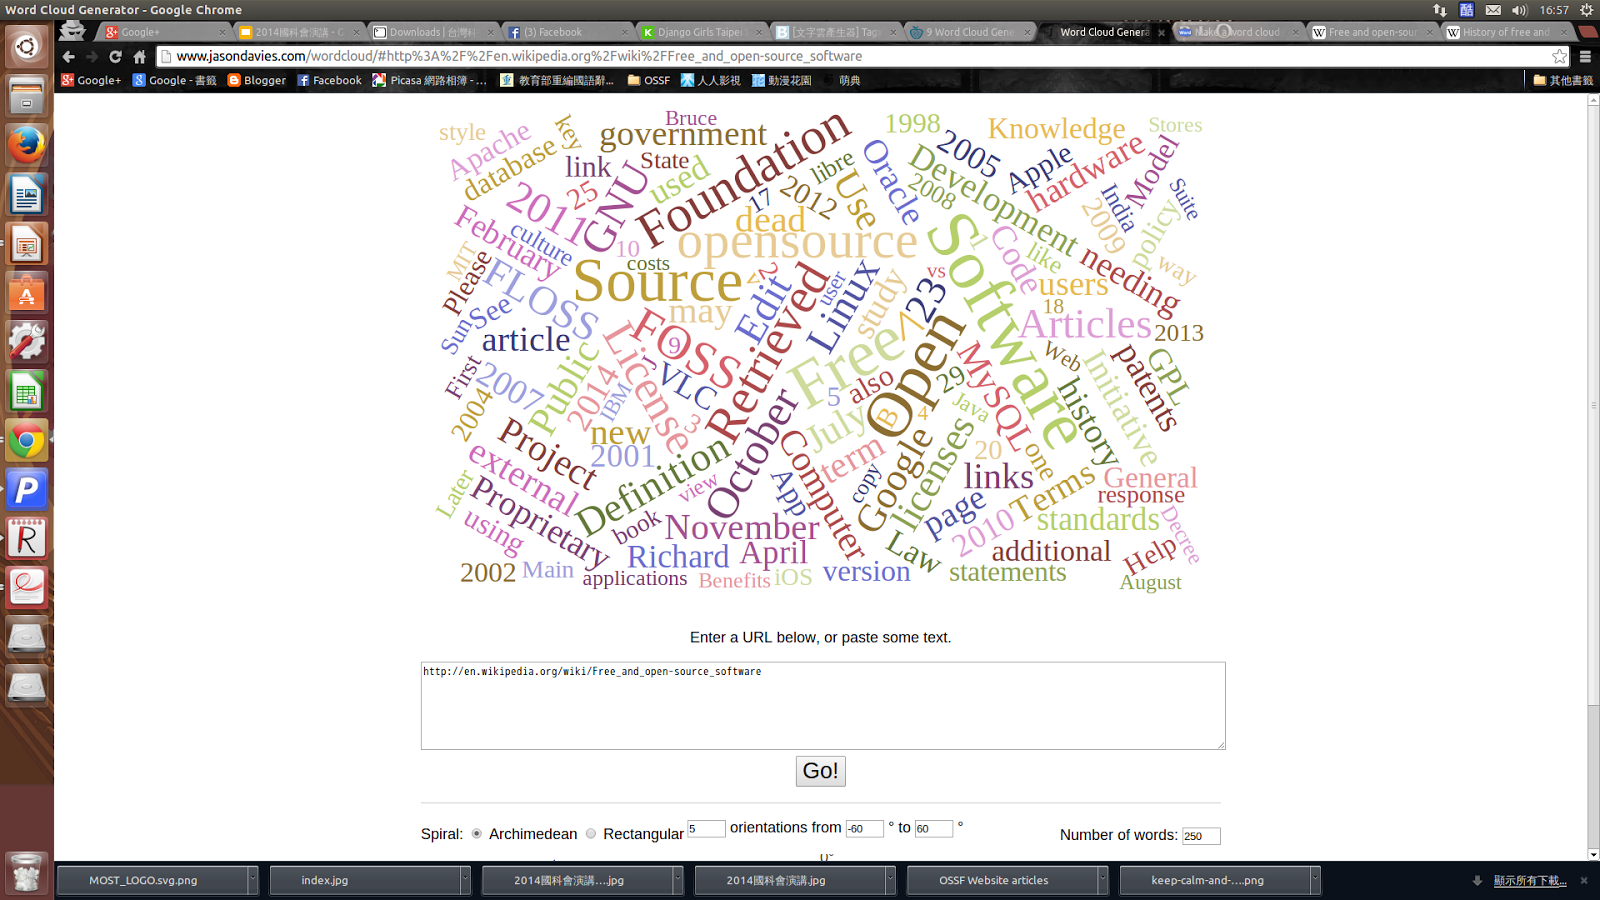 Word Cloud Generator - Google Chrome
16:57
Google+
2014國科會演講 - G
Downloads | 台灣科
(3) Facebook
Django Girls Taipei
[文字雲產生器] Tag
9 Word Cloud Gene
Word Cloud Genera
word cloud
Free and open-sour
History of free and
www.jasondavies.com/wordcloud/#http%3A%2F%2Fen.wikipedia.org%2Fwiki%2FFree_and_open-source_software
Google+
Google - 書籤
Blogger
Facebook
Picasa 網路相簿 - ...
教育部重編國語辭...
OSSF
人人影視
動漫花園
萌典
其他書籤
style
Apache
key
database
Bruce
government
link
State
used
Foundation
libre
17
2012
Use
Oracle
1998
2005
Knowledge
Stores
Development
2008
Apple
hardware
Model
India
Suite
2009
policy
way
25
2011
GNU
February
culture
10
costs
dead
opensource
Source
may
MIT
Please
FLOSS
See
Sun
article
v
2
Edit
Retrieved
user
Linux
study
vs
23
Software
1
Code
like
needing
users
18
Articles
2013
First
2007
2004
Public
2014
IBM
License
FOSS
9
J
VLC
3
Free
5
also
July
B
4
Open
29
Java
MySQL
Web
history
Initiative
patents
GPL
Project
new
2001
external
Later
Proprietary
using
Definition
view
October
book
App
Computer
term
copy
Google
licenses
20
one
links
page
Terms
General
response
2010
standards
Decree
November
Richard
April
Law
additional
Help
2002
Main
applications
Benefits
iOS
version
statements
August
Enter a URL below, or paste some text.
http://en.wikipedia.org/wiki/Free_and_open-source_software
Go!
Spiral: Archimedean Rectangular 5 orientations from -60 ° to 60 ° Number of words: 250
0°
MOST_LOGO.svg.png
index.jpg
2014國科會演講....jpg
2014國科會演講.jpg
OSSF Website articles
keep-calm-and-....png
顯示所有下載...